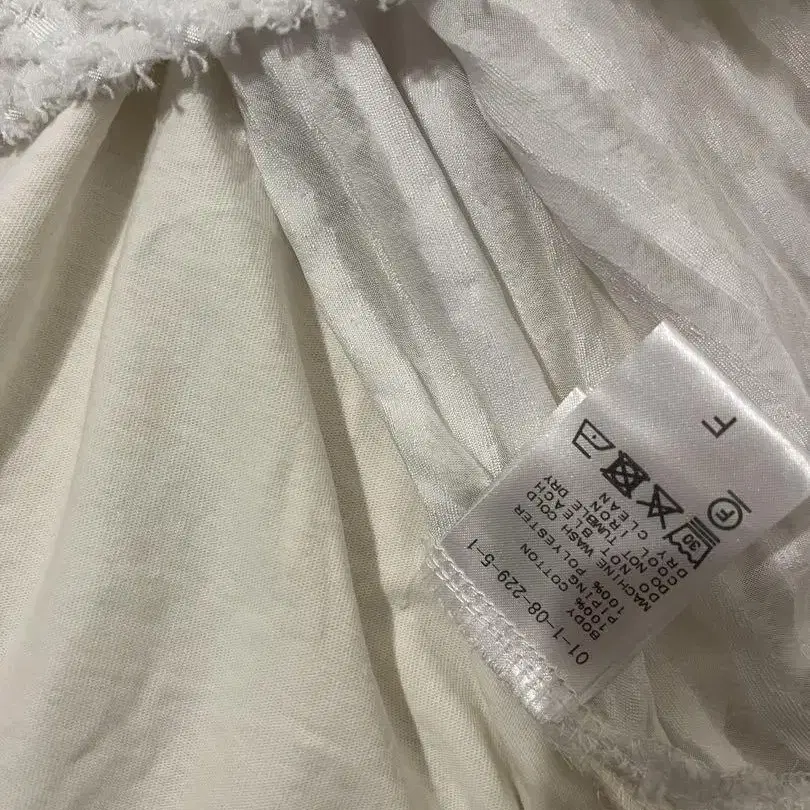 01-1-08-229-5-1
BODY
100% COTTON
PIPING
100% POLYESTER
MACHINE WASH COLD
DO NOT BLEACH
DO NOT TUMBLE DRY
IRON
CLEAN
30 F
F